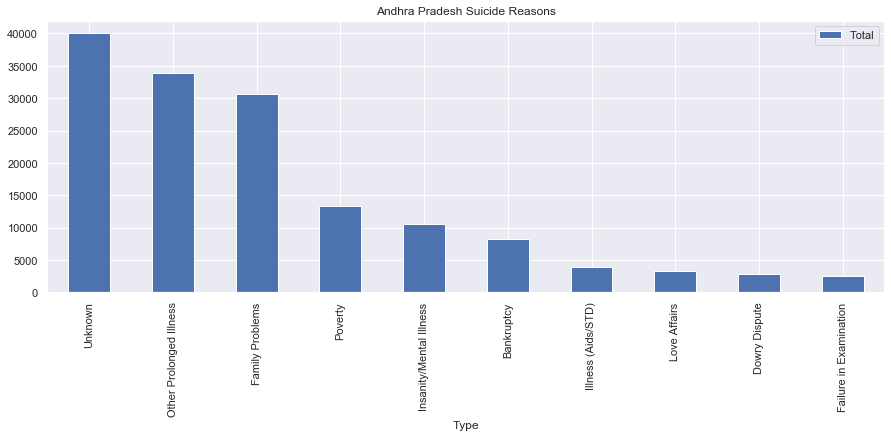 Andhra Pradesh Suicide Reasons
Total
40000
35000
30000
25000
20000
15000
10000
5000
0
Unknown
Other Prolonged Illness
Family Problems
Poverty
Insanity/Mental Illness
Bankruptcy
Illness (Aids/STD)
Love Affairs
Dowry Dispute
Failure in Examination
Type